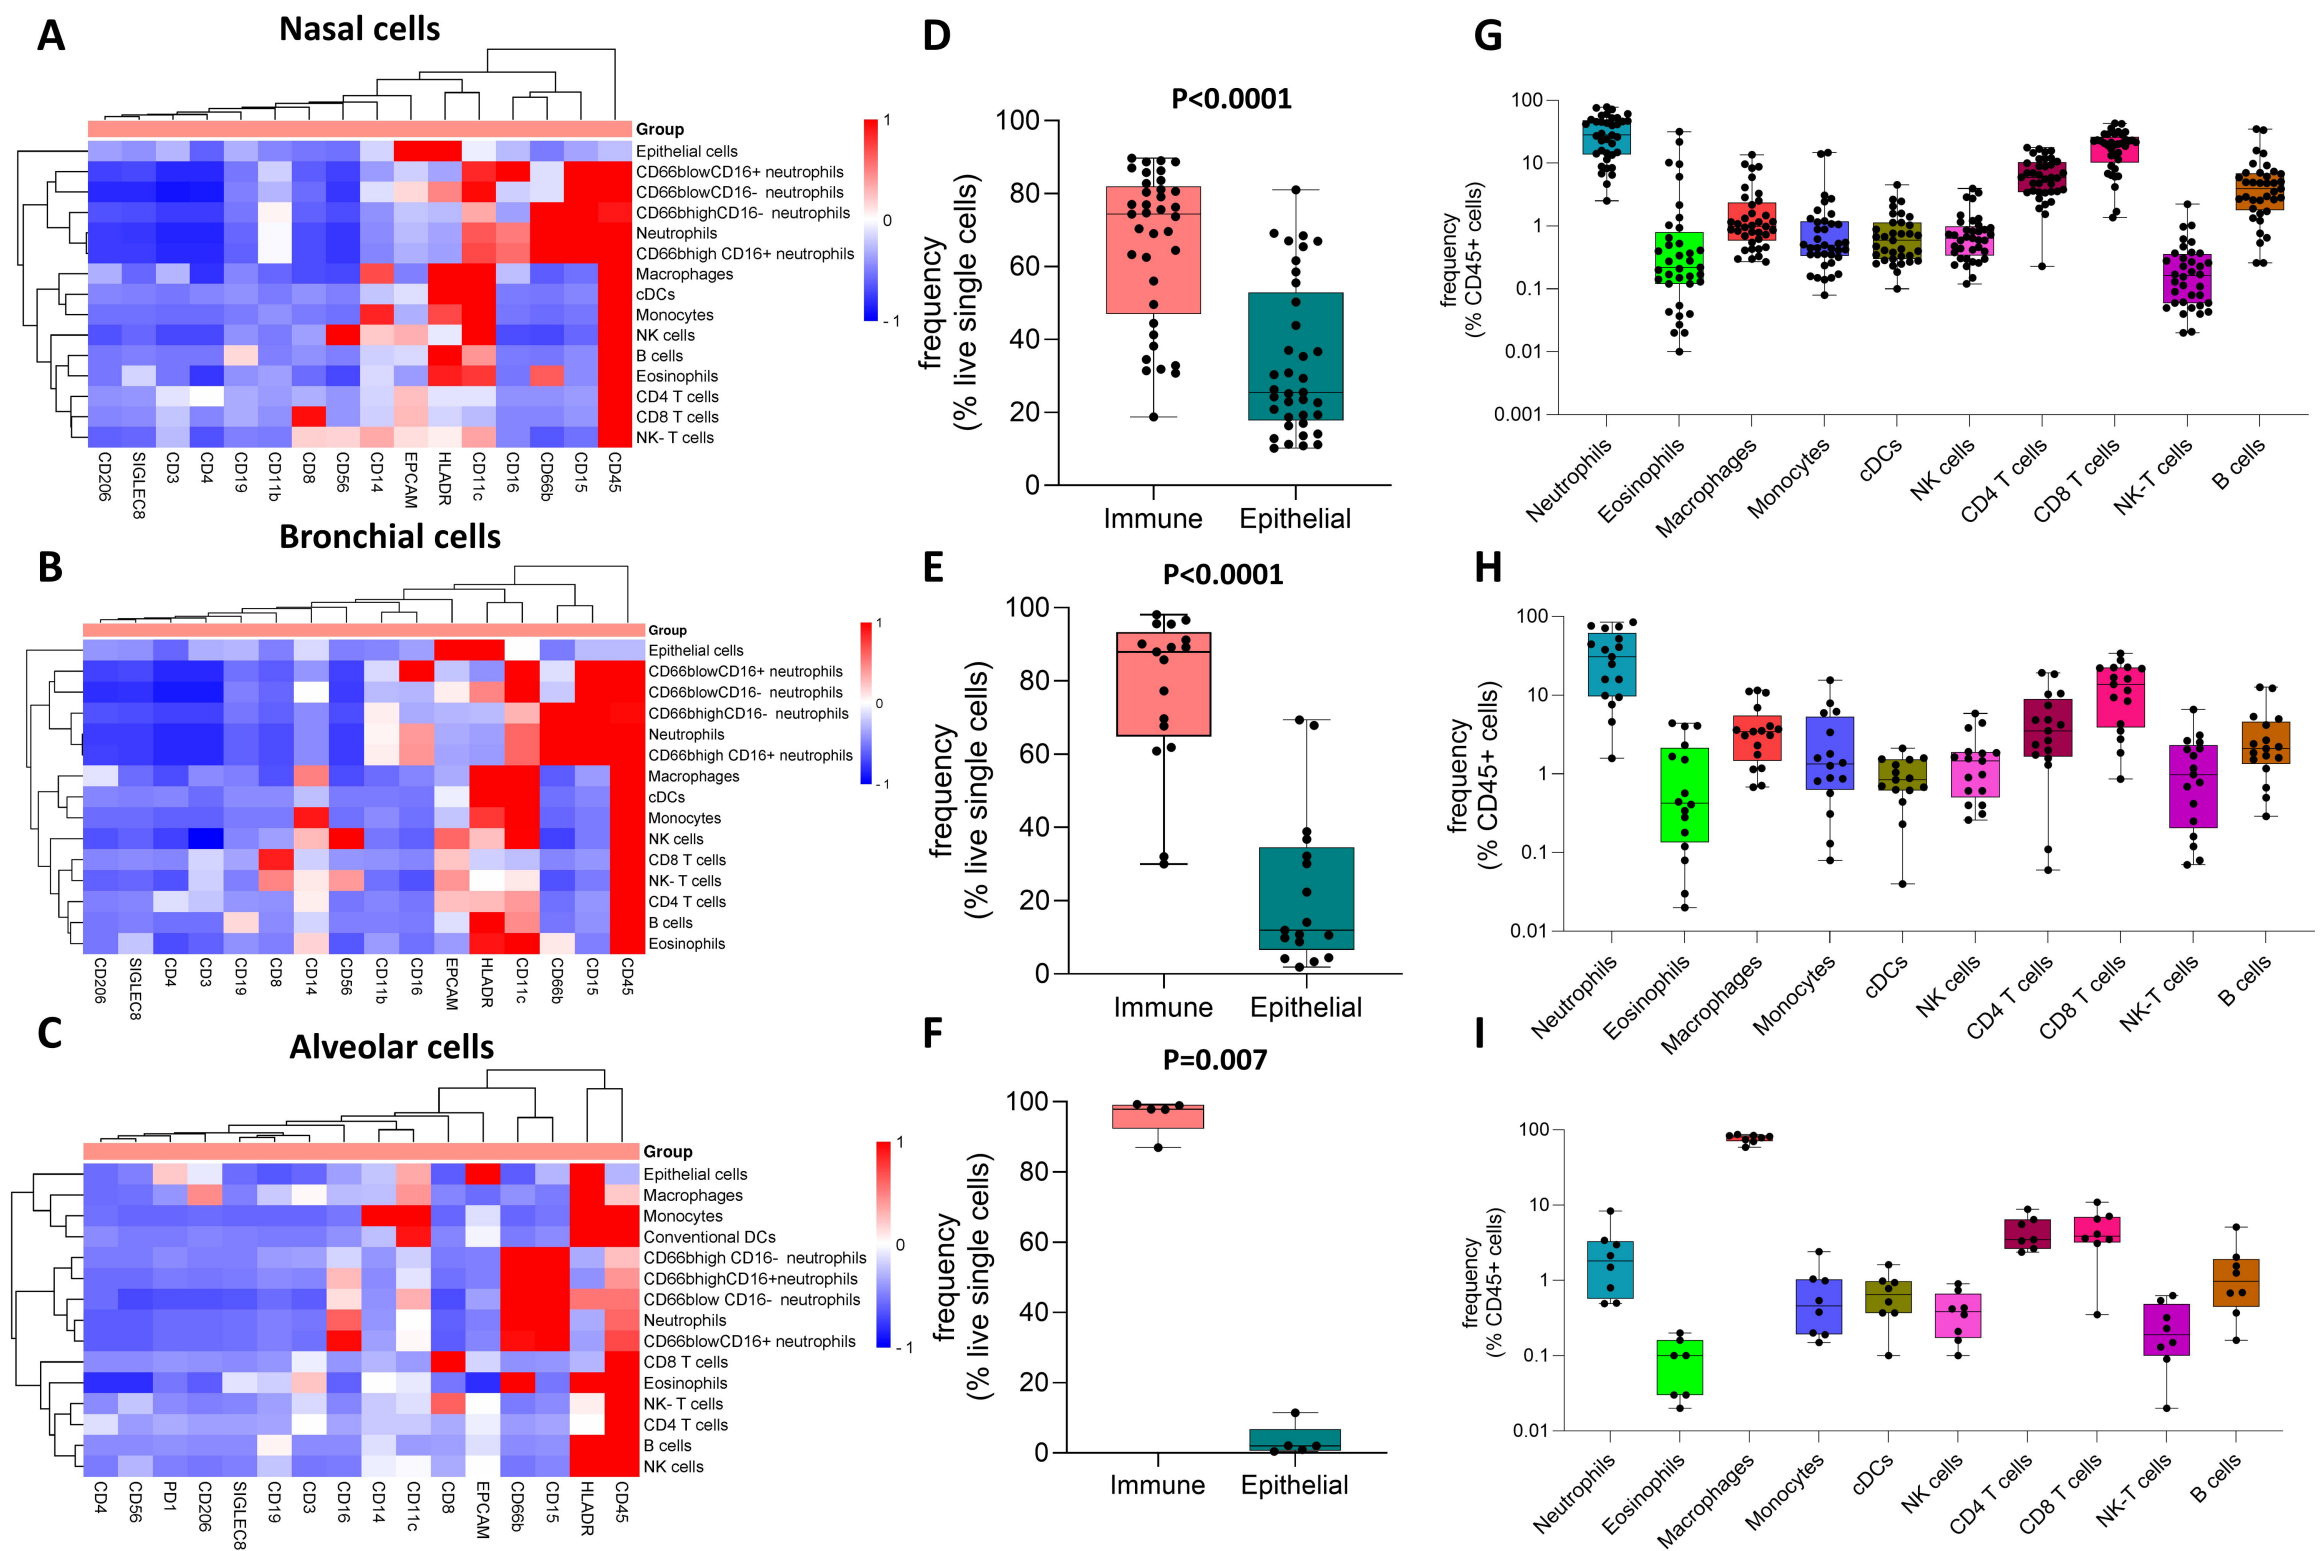 A
Nasal cells
Group
Epithelial cells
CD66blowCD16+ neutrophils
CD66blowCD16- neutrophils
CD66bhighCD16- neutrophils
Neutrophils
CD66bhigh CD16+ neutrophils
Macrophages
cDCs
Monocytes
NK cells
B cells
Eosinophils
CD4 T cells
CD8 T cells
NK- T cells
1
0
- 1
CD206
SIGLEC8
CD3
CD4
CD19
CD11b
CD8
CD56
CD14
EPCAM
HLADR
CD11c
CD16
CD66b
CD15
CD45
D
P<0.0001
frequency
(% live single cells)
100
80
60
40
20
0
Immune
Epithelial
G
frequency
(% CD45+ cells)
100
10
1
0.1
0.01
0.001
Neutrophils
Eosinophils
Macrophages
Monocytes
cDCs
NK cells
CD4 T cells
CD8 T cells
NK-T cells
B cells
B
Bronchial cells
Group
Epithelial cells
CD66blowCD16+ neutrophils
CD66blowCD16- neutrophils
CD66bhighCD16- neutrophils
Neutrophils
CD66bhigh CD16+ neutrophils
Macrophages
cDCs
Monocytes
NK cells
CD8 T cells
NK- T cells
CD4 T cells
B cells
Eosinophils
1
0
- 1
CD206
SIGLEC8
CD4
CD3
CD19
CD8
CD14
CD56
CD11b
CD16
EPCAM
HLADR
CD11c
CD66b
CD15
CD45
E
P<0.0001
frequency
(% live single cells)
100
80
60
40
20
0
Immune
Epithelial
H
frequency
(% CD45+ cells)
100
10
1
0.1
0.01
Neutrophils
Eosinophils
Macrophages
Monocytes
cDCs
NK cells
CD4 T cells
CD8 T cells
NK-T cells
B cells
C
Alveolar cells
Group
Epithelial cells
Macrophages
Monocytes
Conventional DCs
CD66bhigh CD16- neutrophils
CD66bhighCD16+neutrophils
CD66blow CD16- neutrophils
Neutrophils
CD66blowCD16+ neutrophils
CD8 T cells
Eosinophils
NK- T cells
CD4 T cells
B cells
NK cells
1
0
- 1
CD4
CD56
PD1
CD206
SIGLEC8
CD19
CD3
CD16
CD14
CD11c
CD8
EPCAM
CD66b
CD15
HLADR
CD45
F
P=0.007
frequency
(% live single cells)
100
80
60
40
20
0
Immune
Epithelial
I
frequency
(% CD45+ cells)
100
10
1
0.1
0.01
Neutrophils
Eosinophils
Macrophages
Monocytes
cDCs
NK cells
CD4 T cells
CD8 T cells
NK-T cells
B cells